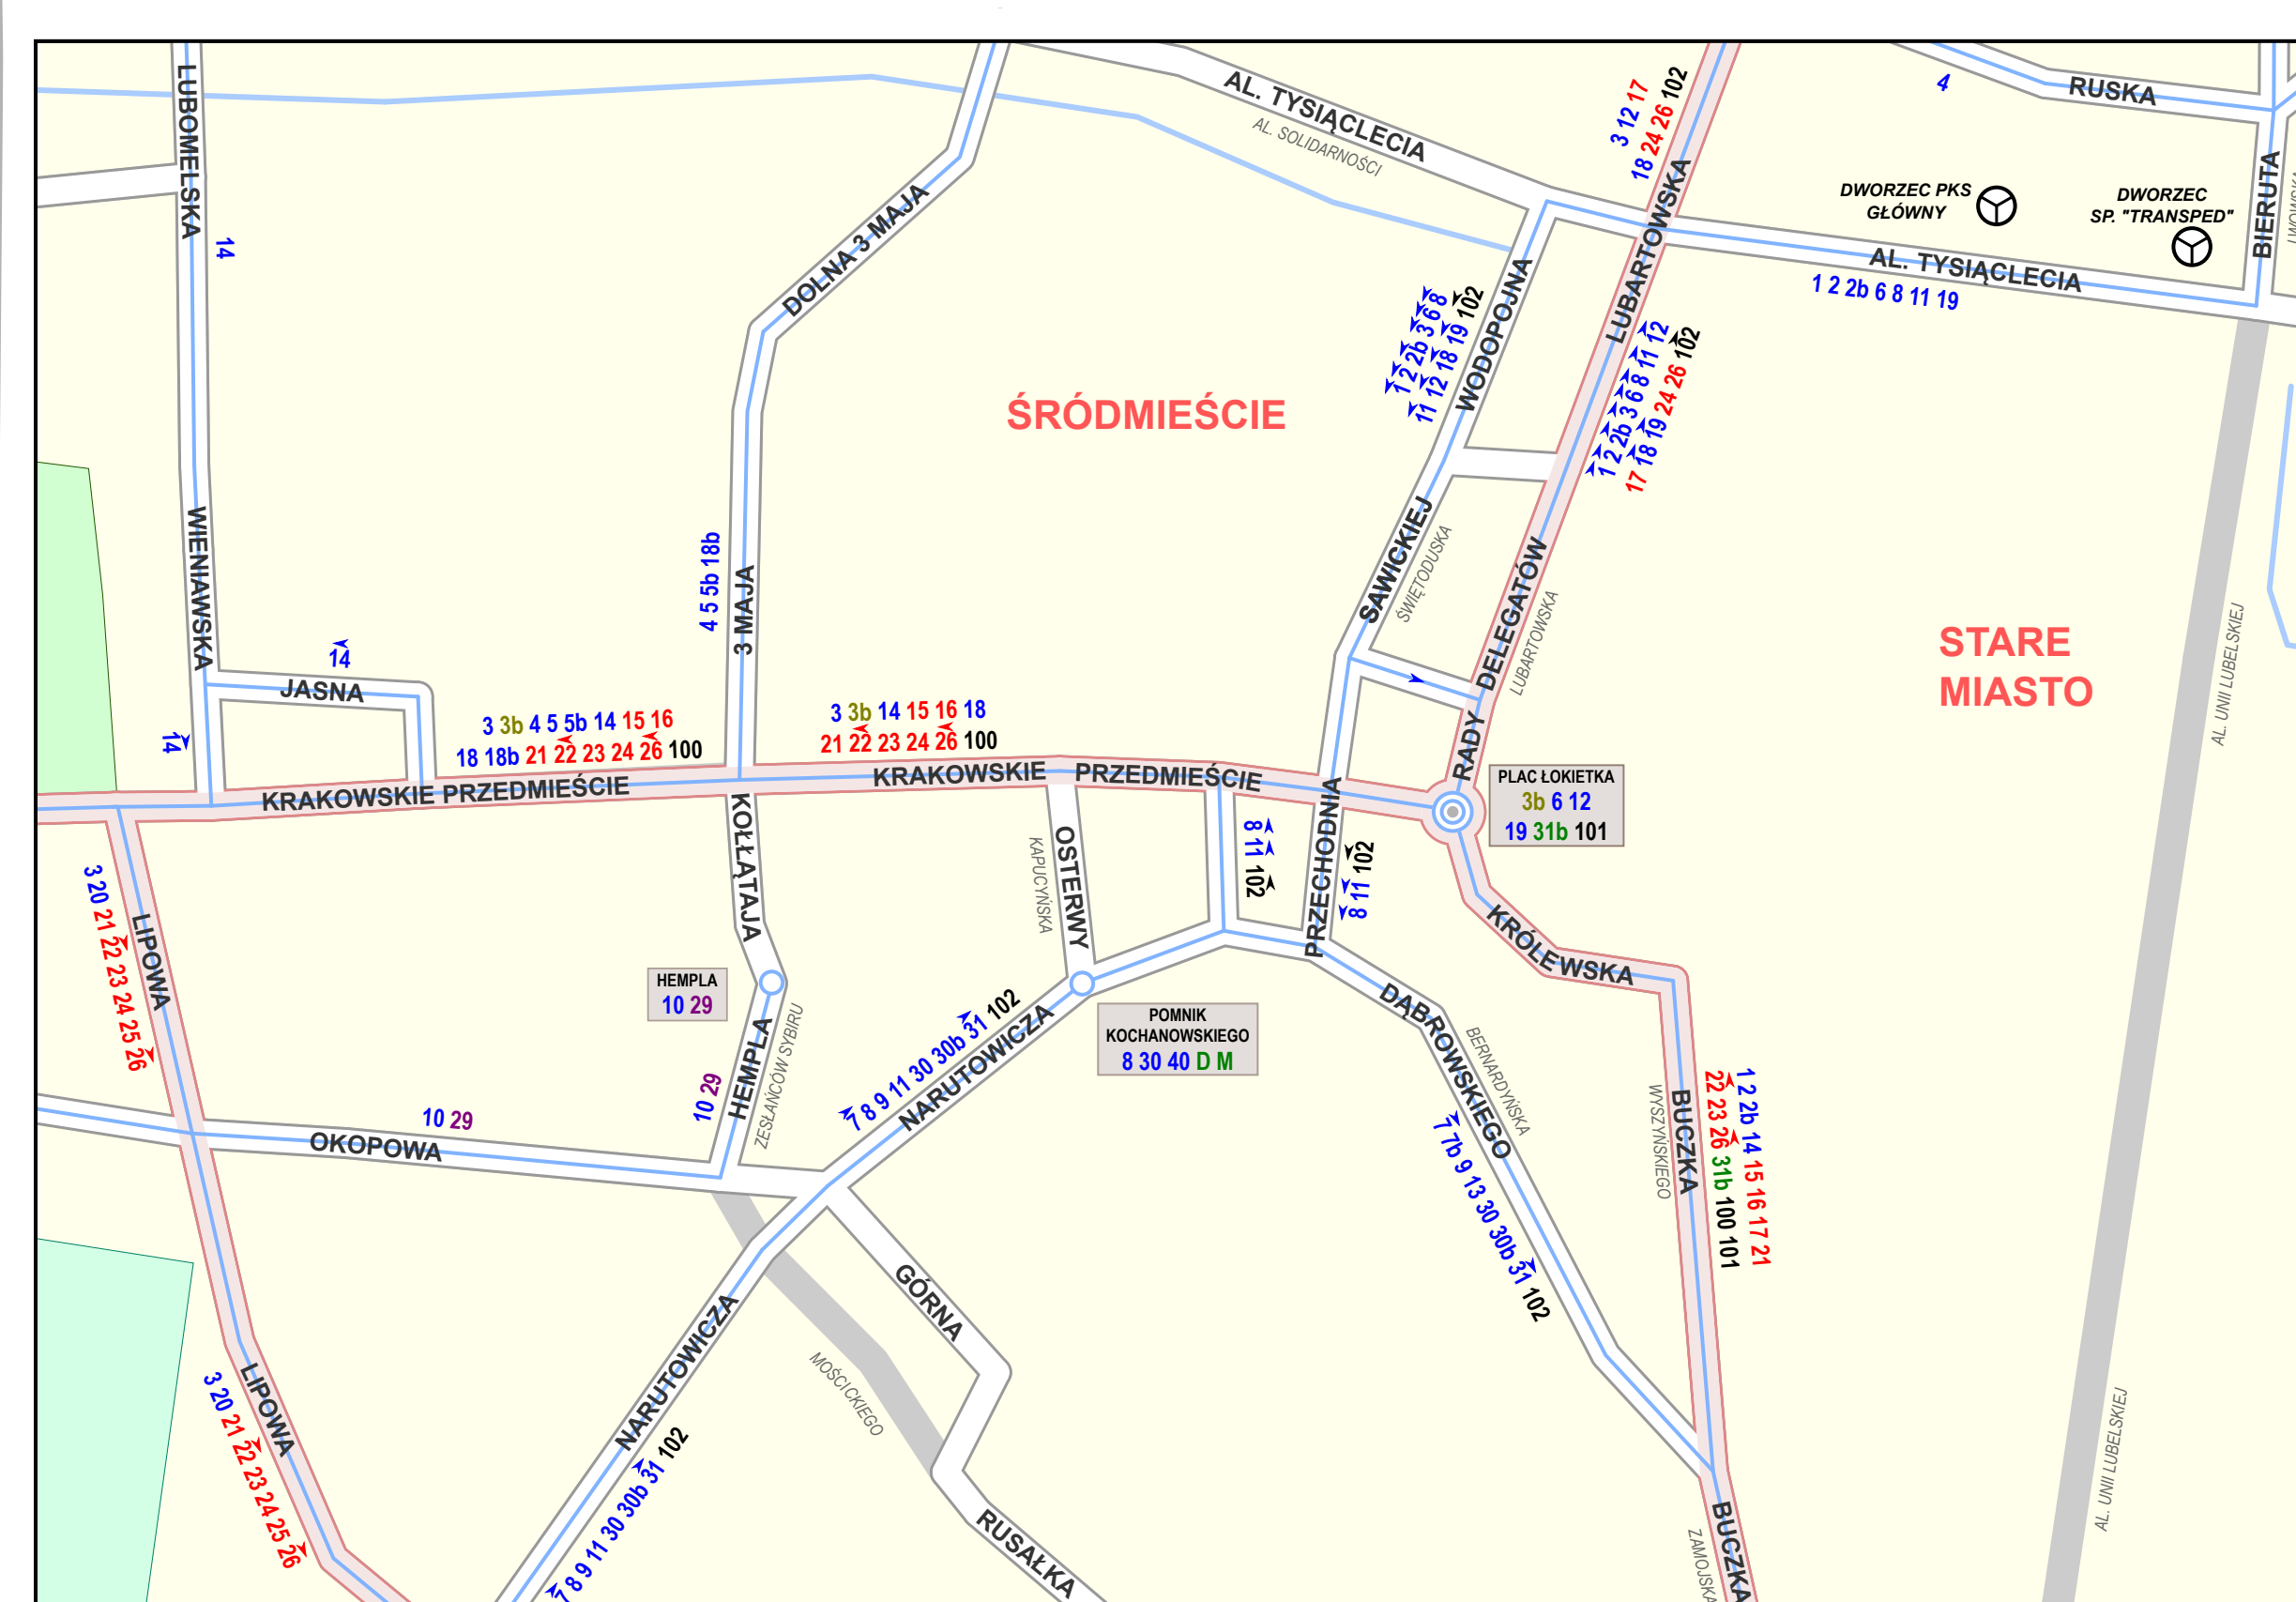 LUBOMELSKA
14
WIENIAWSKA
14
JASNA
14
DOLNA 3 MAJA
4 5 5b 18b
3 MAJA
AL. TYSIĄCLECIA
AL. SOLIDARNOŚCI
3 12 17
18 24 26 102
LUBARTOWSKA
4
RUSKA
DWORZEC PKS
GŁÓWNY
DWORZEC
SP. "TRANSPED"
BIERUTA
AL. TYSIĄCLECIA
1 2 2b 6 8 11 19
1 2 2b 3 6 8
11 12 18 19 102
WODOPOJNA
1 2 2b 3 6 8 11 12
17 18 19 24 26 102
ŚRÓDMIEŚCIE
SAWICKIEJ
ŚWIĘTODUSKA
RADY DELEGATÓW
LUBARTOWSKA
STARE
MIASTO
AL. UNII LUBELSKIEJ
3 3b 4 5 5b 14 15 16
18 18b 21 22 23 24 26 100
3 3b 14 15 16 18
21 22 23 24 26 100
KRAKOWSKIE PRZEDMIEŚCIE
KRAKOWSKIE PRZEDMIEŚCIE
PLAC ŁOKIETKA
3b 6 12
19 31b 101
KOŁŁĄTAJA
OSTERWY
KAPUCYŃSKA
8 11
102
PRZECHODNIA
102
8 11
3 20 21 22 23 24 25 26
LIPOWA
HEMPLA
10 29
10 29
HEMPLA
ZESŁAŃCÓW SYBIRU
KRÓLEWSKA
POMNIK
KOCHANOWSKIEGO
8 30 40 D M
7 8 9 11 30 30b 31 102
NARUTOWICZA
DĄBROWSKIEGO
BERNARDYŃSKA
7 7b 9 13 30 30b 31 102
10 29
OKOPOWA
WYSZYŃSKIEGO
BUCZKA
1 2 2b 14 15 16 17 21
22 23 26 31b 100 101
GÓRNA
MOŚCICKIEGO
NARUTOWICZA
7 8 9 11 30 30b 31 102
LIPOWA
3 20 21 22 23 24 25 26
RUSAŁKA
ZAMOJSKA
BUCZKA
AL. UNII LUBELSKIEJ